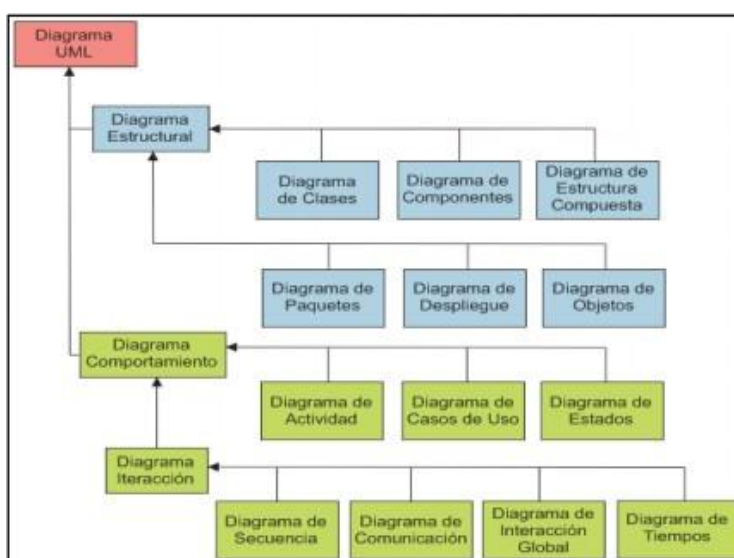 Diagrama
UML
Diagrama
Estructural
Diagrama
de Clases
Diagrama de
Componentes
Diagrama de
Estructura
Compuesta
Diagrama de
Paquetes
Diagrama de
Despliegue
Diagrama de
Objetos
Diagrama
Comportamiento
Diagrama de
Actividad
Diagrama de
Casos de Uso
Diagrama de
Estados
Diagrama
Iteracción
Diagrama de
Secuencia
Diagrama de
Comunicación
Diagrama de
Interacción
Global
Diagrama de
Tiempos